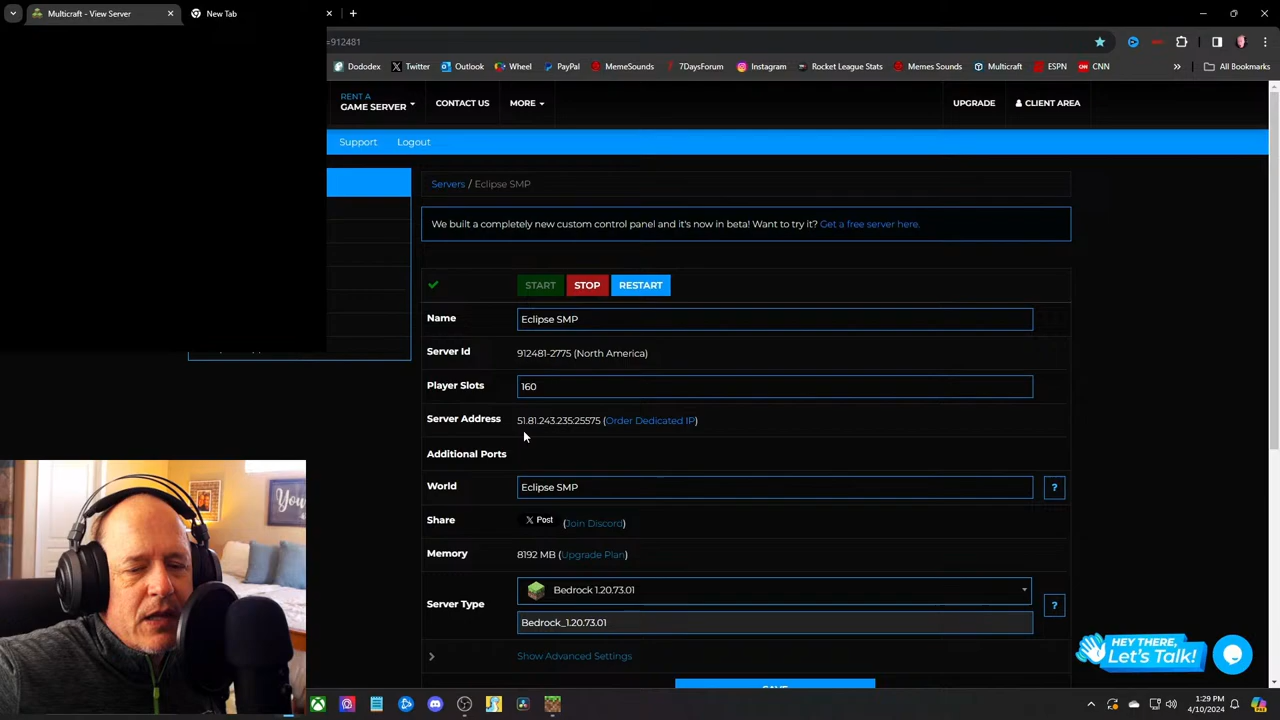 Multicraft - View Server
New Tab
=912481
Dododex
Twitter
Outlook
Wheel
PayPal
MemeSounds
7DaysForum
Instagram
Rocket League Stats
Memes Sounds
Multicraft
ESPN
CNN
All Bookmarks
RENT A
GAME SERVER
CONTACT US
MORE
UPGRADE
CLIENT AREA
Support
Logout
Servers / Eclipse SMP
We built a completely new custom control panel and it's now in beta! Want to try it? Get a free server here.
START
STOP
RESTART
Name
Eclipse SMP
Server Id
912481-2775 (North America)
Player Slots
160
Server Address
51.81.243.235:25575 (Order Dedicated IP)
Additional Ports
World
Eclipse SMP
?
Share
Post
(Join Discord)
Memory
8192 MB (Upgrade Plan)
Server Type
Bedrock 1.20.73.01
?
Bedrock_1.20.73.01
Show Advanced Settings
HEY THERE,
Let's Talk!
SAVE
1:29 PM
4/10/2024